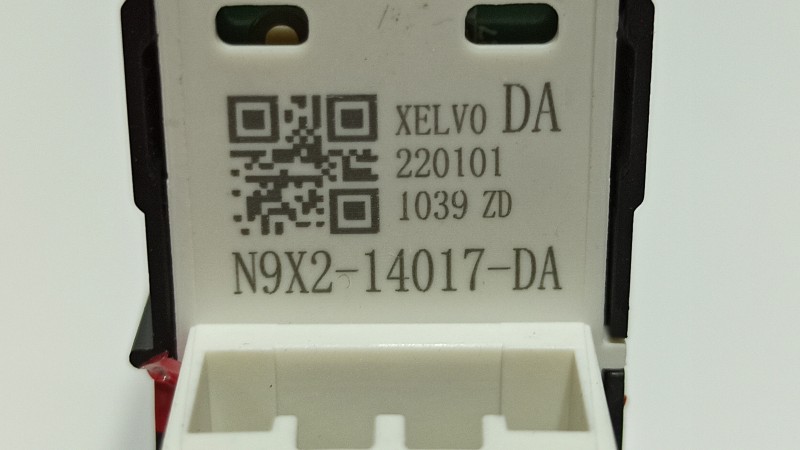 XELVO DA
220101
1039 ZD
N9X2-14017-DA